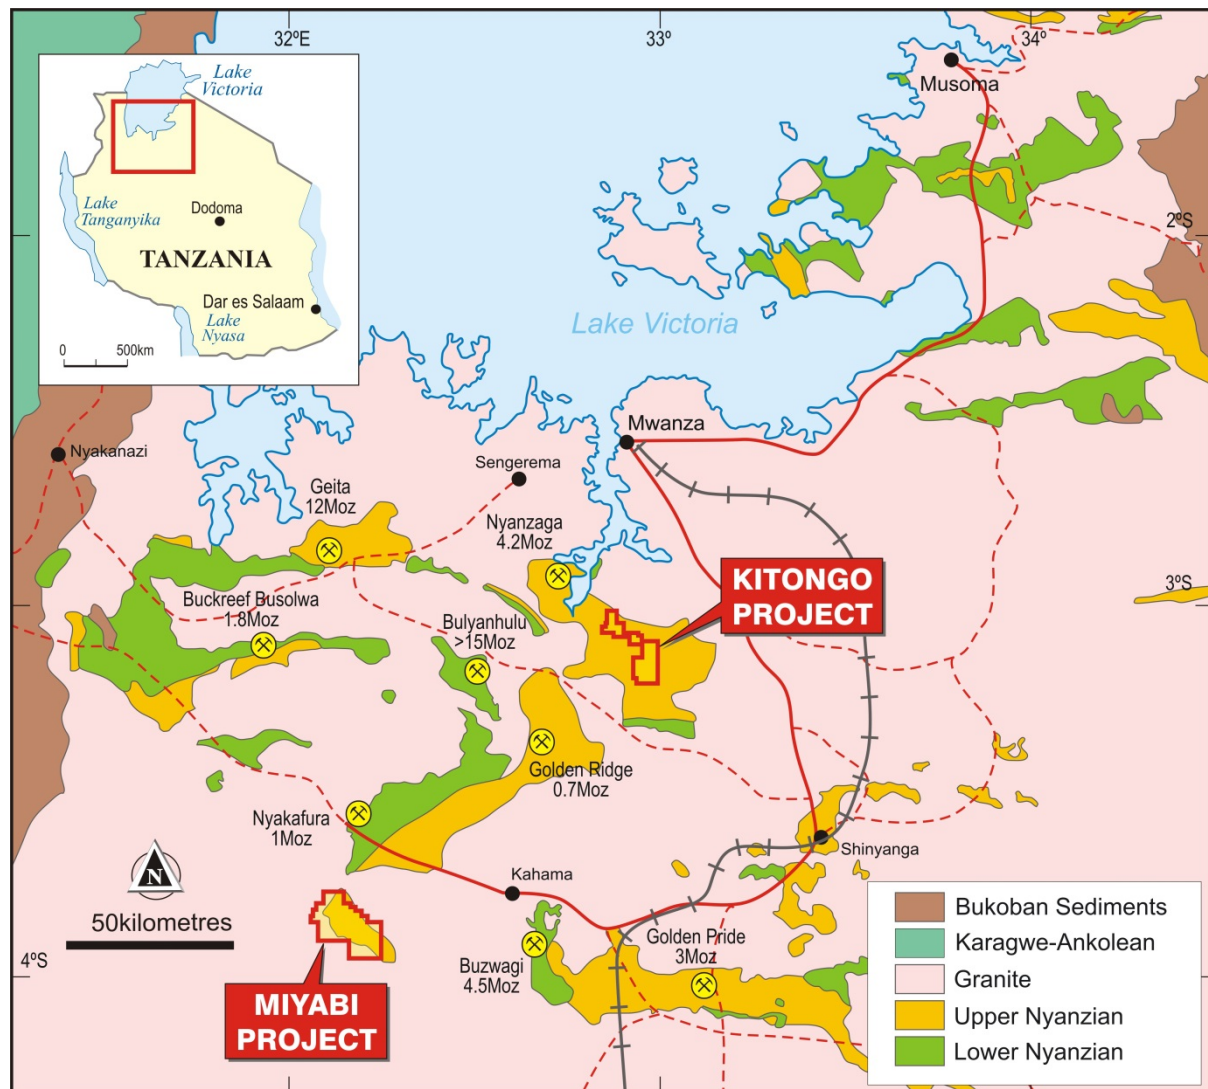 32ºE
33º
34º
Lake
Victoria
Lake
Tanganyika
Dodoma
TANZANIA
Dar es Salaam
Lake
Nyasa
0
500km
Musoma
2ºS
Lake Victoria
Mwanza
Nyakanazi
Sengerema
Geita
12Moz
Nyanzaga
4.2Moz
KITONGO
PROJECT
3ºS
Buckreef Busolwa
1.8Moz
Bulyanhulu
>15Moz
Golden Ridge
0.7Moz
Nyakafura
1Moz
Shinyanga
N
50kilometres
Kahama
4ºS
Buzwagi
4.5Moz
Golden Pride
3Moz
MIYABI
PROJECT
Bukoban Sediments
Karagwe-Ankolean
Granite
Upper Nyanzian
Lower Nyanzian